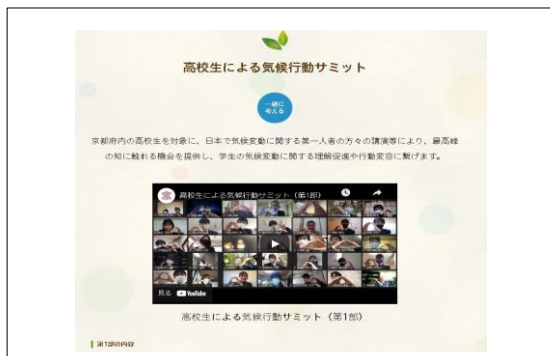 高校生による気候行動サミット
一緒に
考える
京都府内の高校生を対象に、日本で気候変動に関する第一人者の方々の講演等により、最高峰
の知に触れる機会を提供し、学生の気候変動に関する理解促進や行動変容に繋げます。
高校生による気候行動サミット（第1部）
見る YouTube
高校生による気候行動サミット（第1部）
第1部の内容